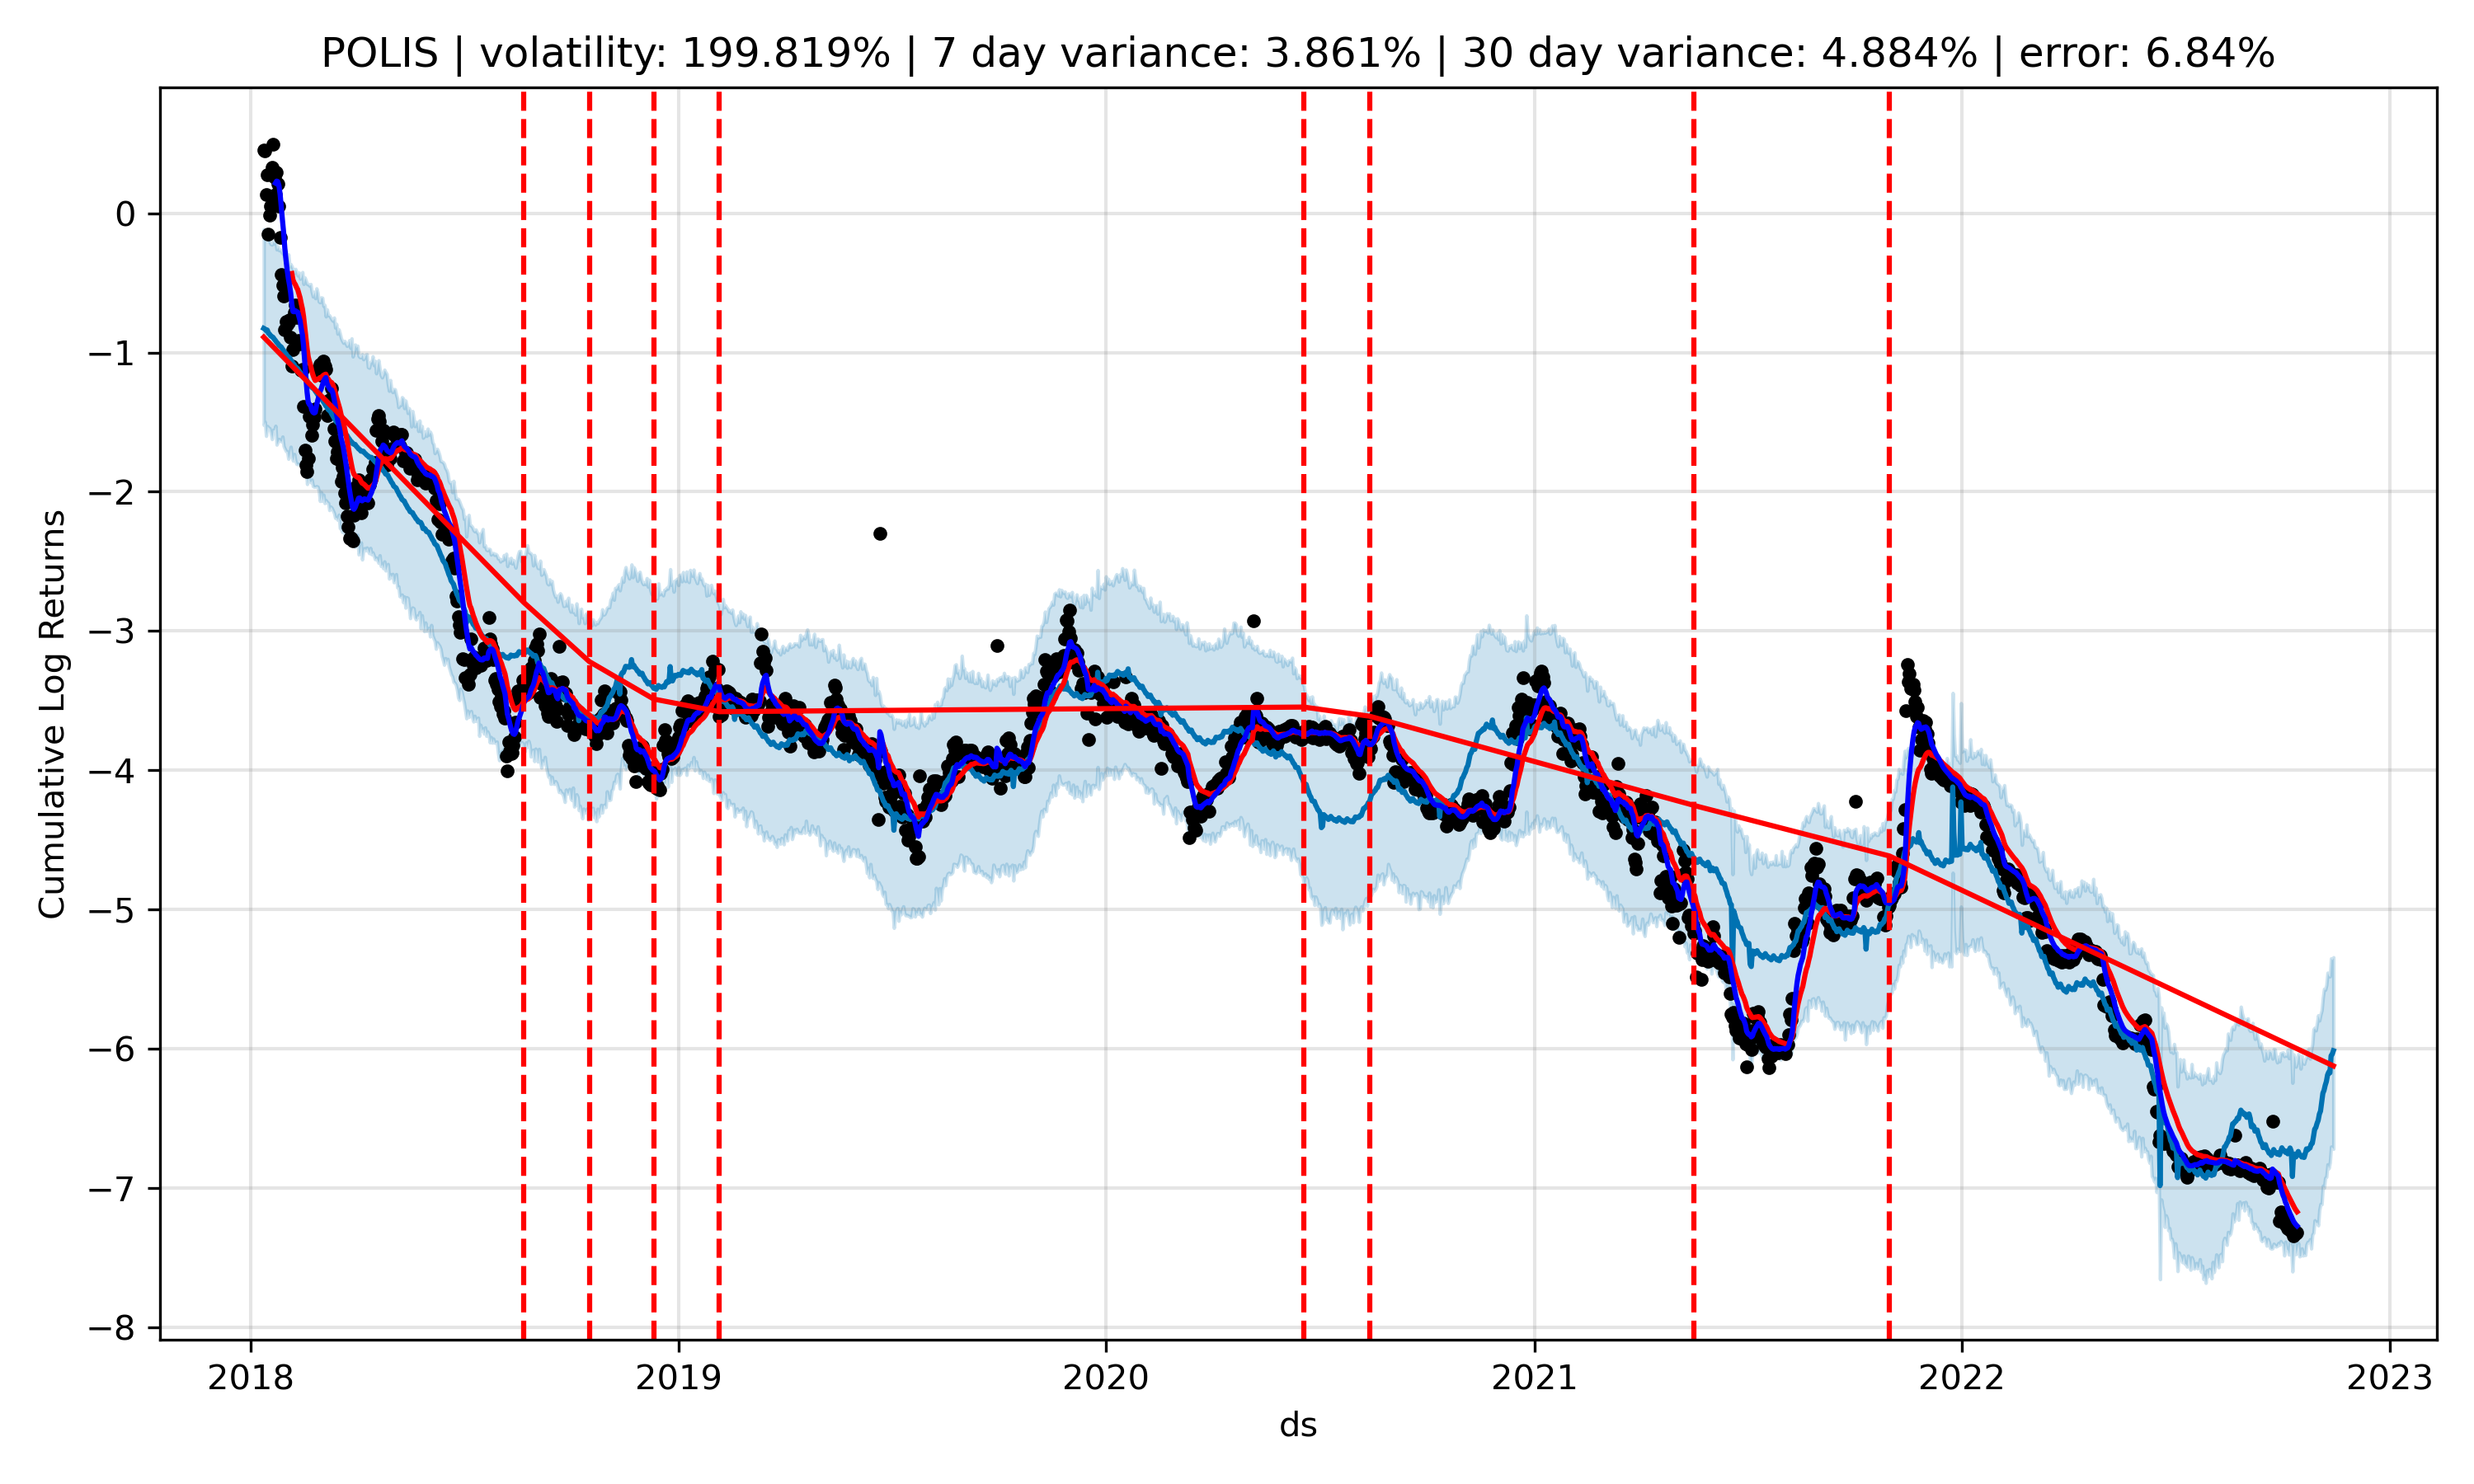 POLIS | volatility: 199.819% | 7 day variance: 3.861% | 30 day variance: 4.884% | error: 6.84%
Cumulative Log Returns
0
−1
−2
−3
−4
−5
−6
−7
−8
2018 2019 2020 2021 2022 2023
ds